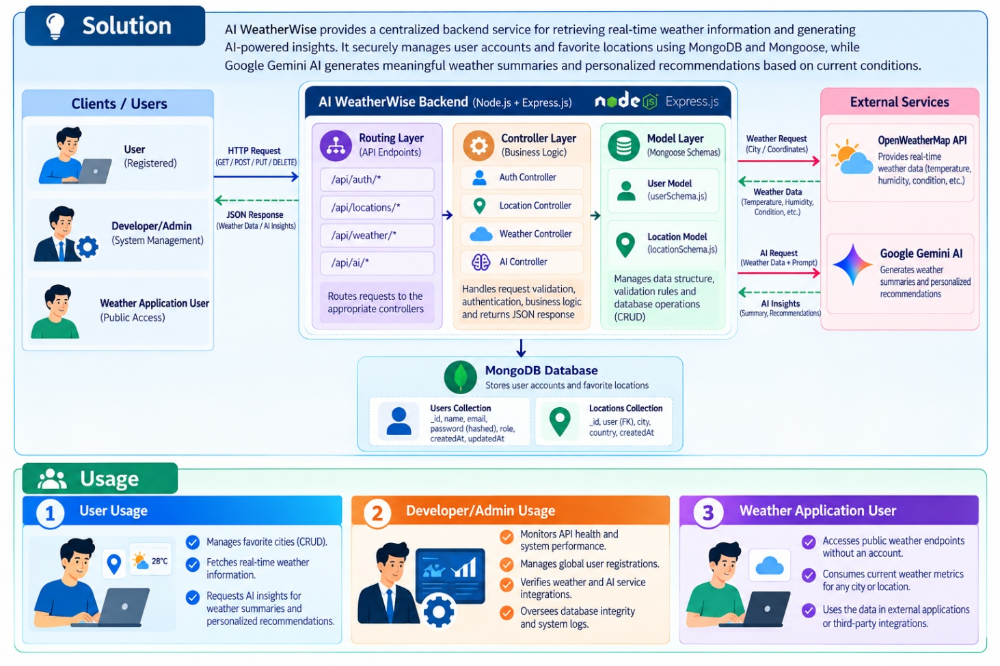 Solution
AI WeatherWise provides a centralized backend service for retrieving real-time weather information and generating
AI-powered insights. It securely manages user accounts and favorite locations using MongoDB and Mongoose, while
Google Gemini AI generates meaningful weather summaries and personalized recommendations based on current conditions.
Clients / Users
User
(Registered)
Developer/Admin
(System Management)
Weather Application User
(Public Access)
HTTP Request
(GET / POST / PUT / DELETE)
JSON Response
(Weather Data / AI Insights)
AI WeatherWise Backend (Node.js + Express.js)
node JS
Express.js
Routing Layer
(API Endpoints)
/api/auth/*
/api/locations/*
/api/weather/*
/api/ai/*
Routes requests to the
appropriate controllers
Controller Layer
(Business Logic)
Auth Controller
Location Controller
Weather Controller
AI Controller
Handles request validation,
authentication, business logic
and returns JSON response
Model Layer
(Mongoose Schemas)
User Model
(userSchema.js)
Location Model
(locationSchema.js)
Manages data structure,
validation rules and
database operations
(CRUD)
Weather Request
(City / Coordinates)
Weather Data
(Temperature, Humidity,
Condition, etc.)
AI Request
(Weather Data + Prompt)
AI Insights
(Summary, Recommendations)
External Services
OpenWeatherMap API
Provides real-time
weather data (temperature,
humidity, condition, etc.)
Google Gemini AI
Generates weather
summaries and personalized
recommendations
MongoDB Database
Stores user accounts and favorite locations
Users Collection
_id, name, email,
password (hashed), role,
createdAt, updatedAt
Locations Collection
_id, user (FK), city,
country, createdAt
Usage
1
User Usage
28°C
Manages favorite cities (CRUD).
Fetches real-time weather
information.
Requests AI insights for
weather summaries and
personalized recommendations.
2
Developer/Admin Usage
Monitors API health and
system performance.
Manages global user registrations.
Verifies weather and AI service
integrations.
Oversees database integrity
and system logs.
3
Weather Application User
Accesses public weather endpoints
without an account.
Consumes current weather metrics
for any city or location.
Uses the data in external applications
or third-party integrations.